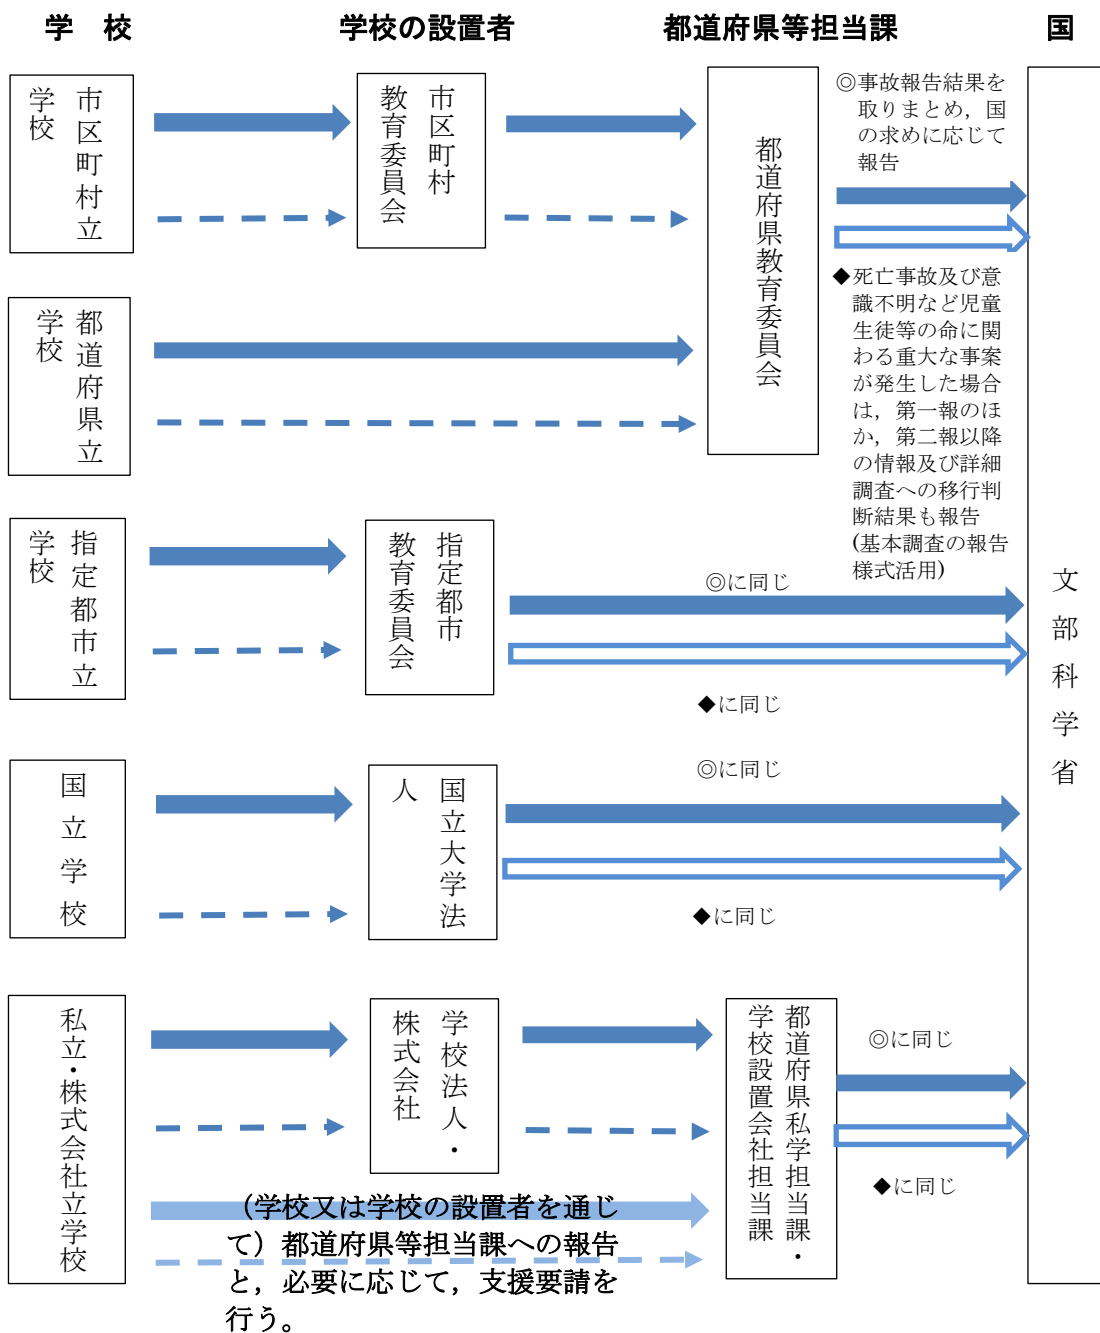 学　校
学校の設置者
都道府県等担当課
国
市区町村立
学校
市区町村
教育委員会
都道府県教育委員会
◎事故報告結果を
取りまとめ，国
の求めに応じて
報告
◆死亡事故及び意
識不明など児童
生徒等の命に関
わる重大な事案
が発生した場合
は，第一報のほ
か，第二報以降
の情報及び詳細
調査への移行判
断結果も報告
(基本調査の報告
様式活用)
都道府県立
学校
指定都市立
学校
指定都市
教育委員会
◎に同じ
◆に同じ
文部科学省
国立学校
国立大学法
人
◎に同じ
◆に同じ
私立・株式会社立学校
学校法人・
株式会社
都道府県私学担当課・
学校設置会社担当課
◎に同じ
◆に同じ
（学校又は学校の設置者を通じ
て）都道府県等担当課への報告
と，必要に応じて，支援要請を
行う。